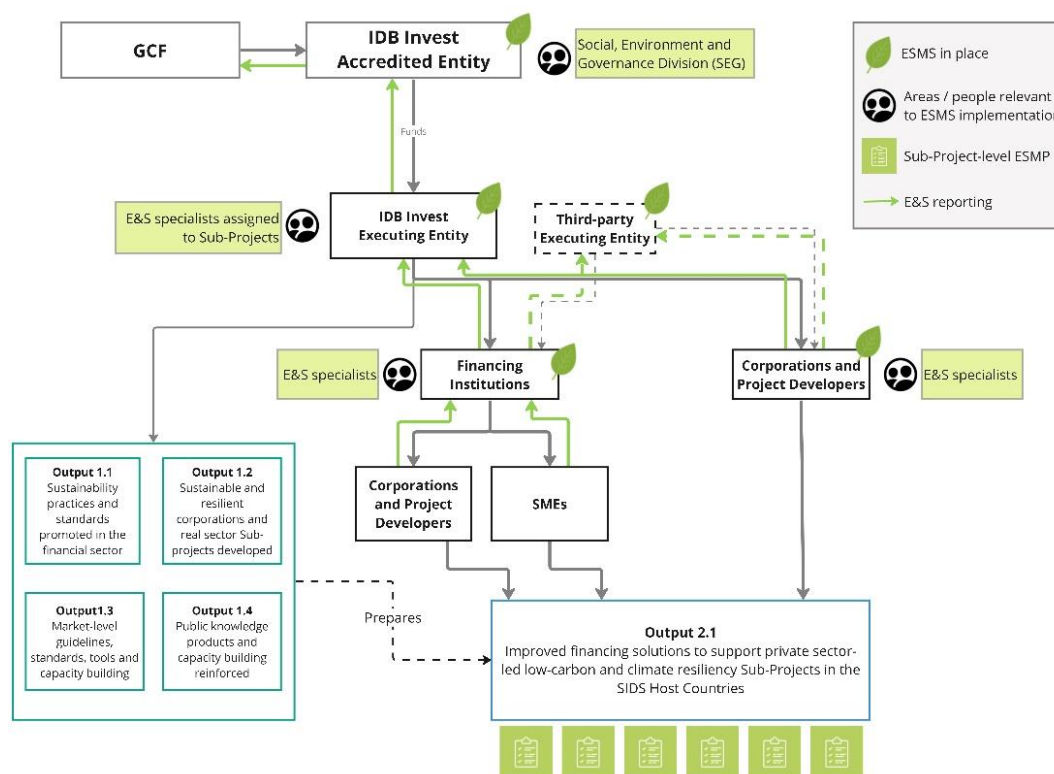 GCF
IDB Invest
Accredited Entity
Social, Environment and
Governance Division (SEG)
ESMS in place
Areas / people relevant
to ESMS implementation
Sub-Project-level ESMP
E&S reporting
Funds
E&S specialists assigned
to Sub-Projects
IDB Invest
Executing Entity
Third-party
Executing Entity
E&S specialists
Financing
Institutions
Corporations and
Project Developers
E&S specialists
Corporations
and Project
Developers
SMEs
Output 1.1
Sustainability
practices and
standards
promoted in the
financial sector
Output 1.2
Sustainable and
resilient
corporations and
real sector Sub-
projects developed
Output1.3
Market-level
guidelines,
standards, tools and
capacity building
Output 1.4
Public knowledge
products and
capacity building
reinforced
Prepares
Output 2.1
Improved financing solutions to support private sector-
led low-carbon and climate resiliency Sub-Projects in the
SIDS Host Countries